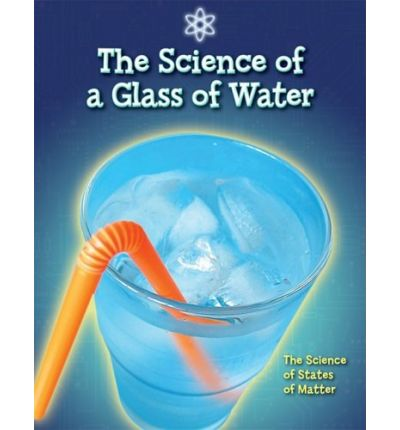 The Science of
a Glass of Water
The Science
of States
of Matter